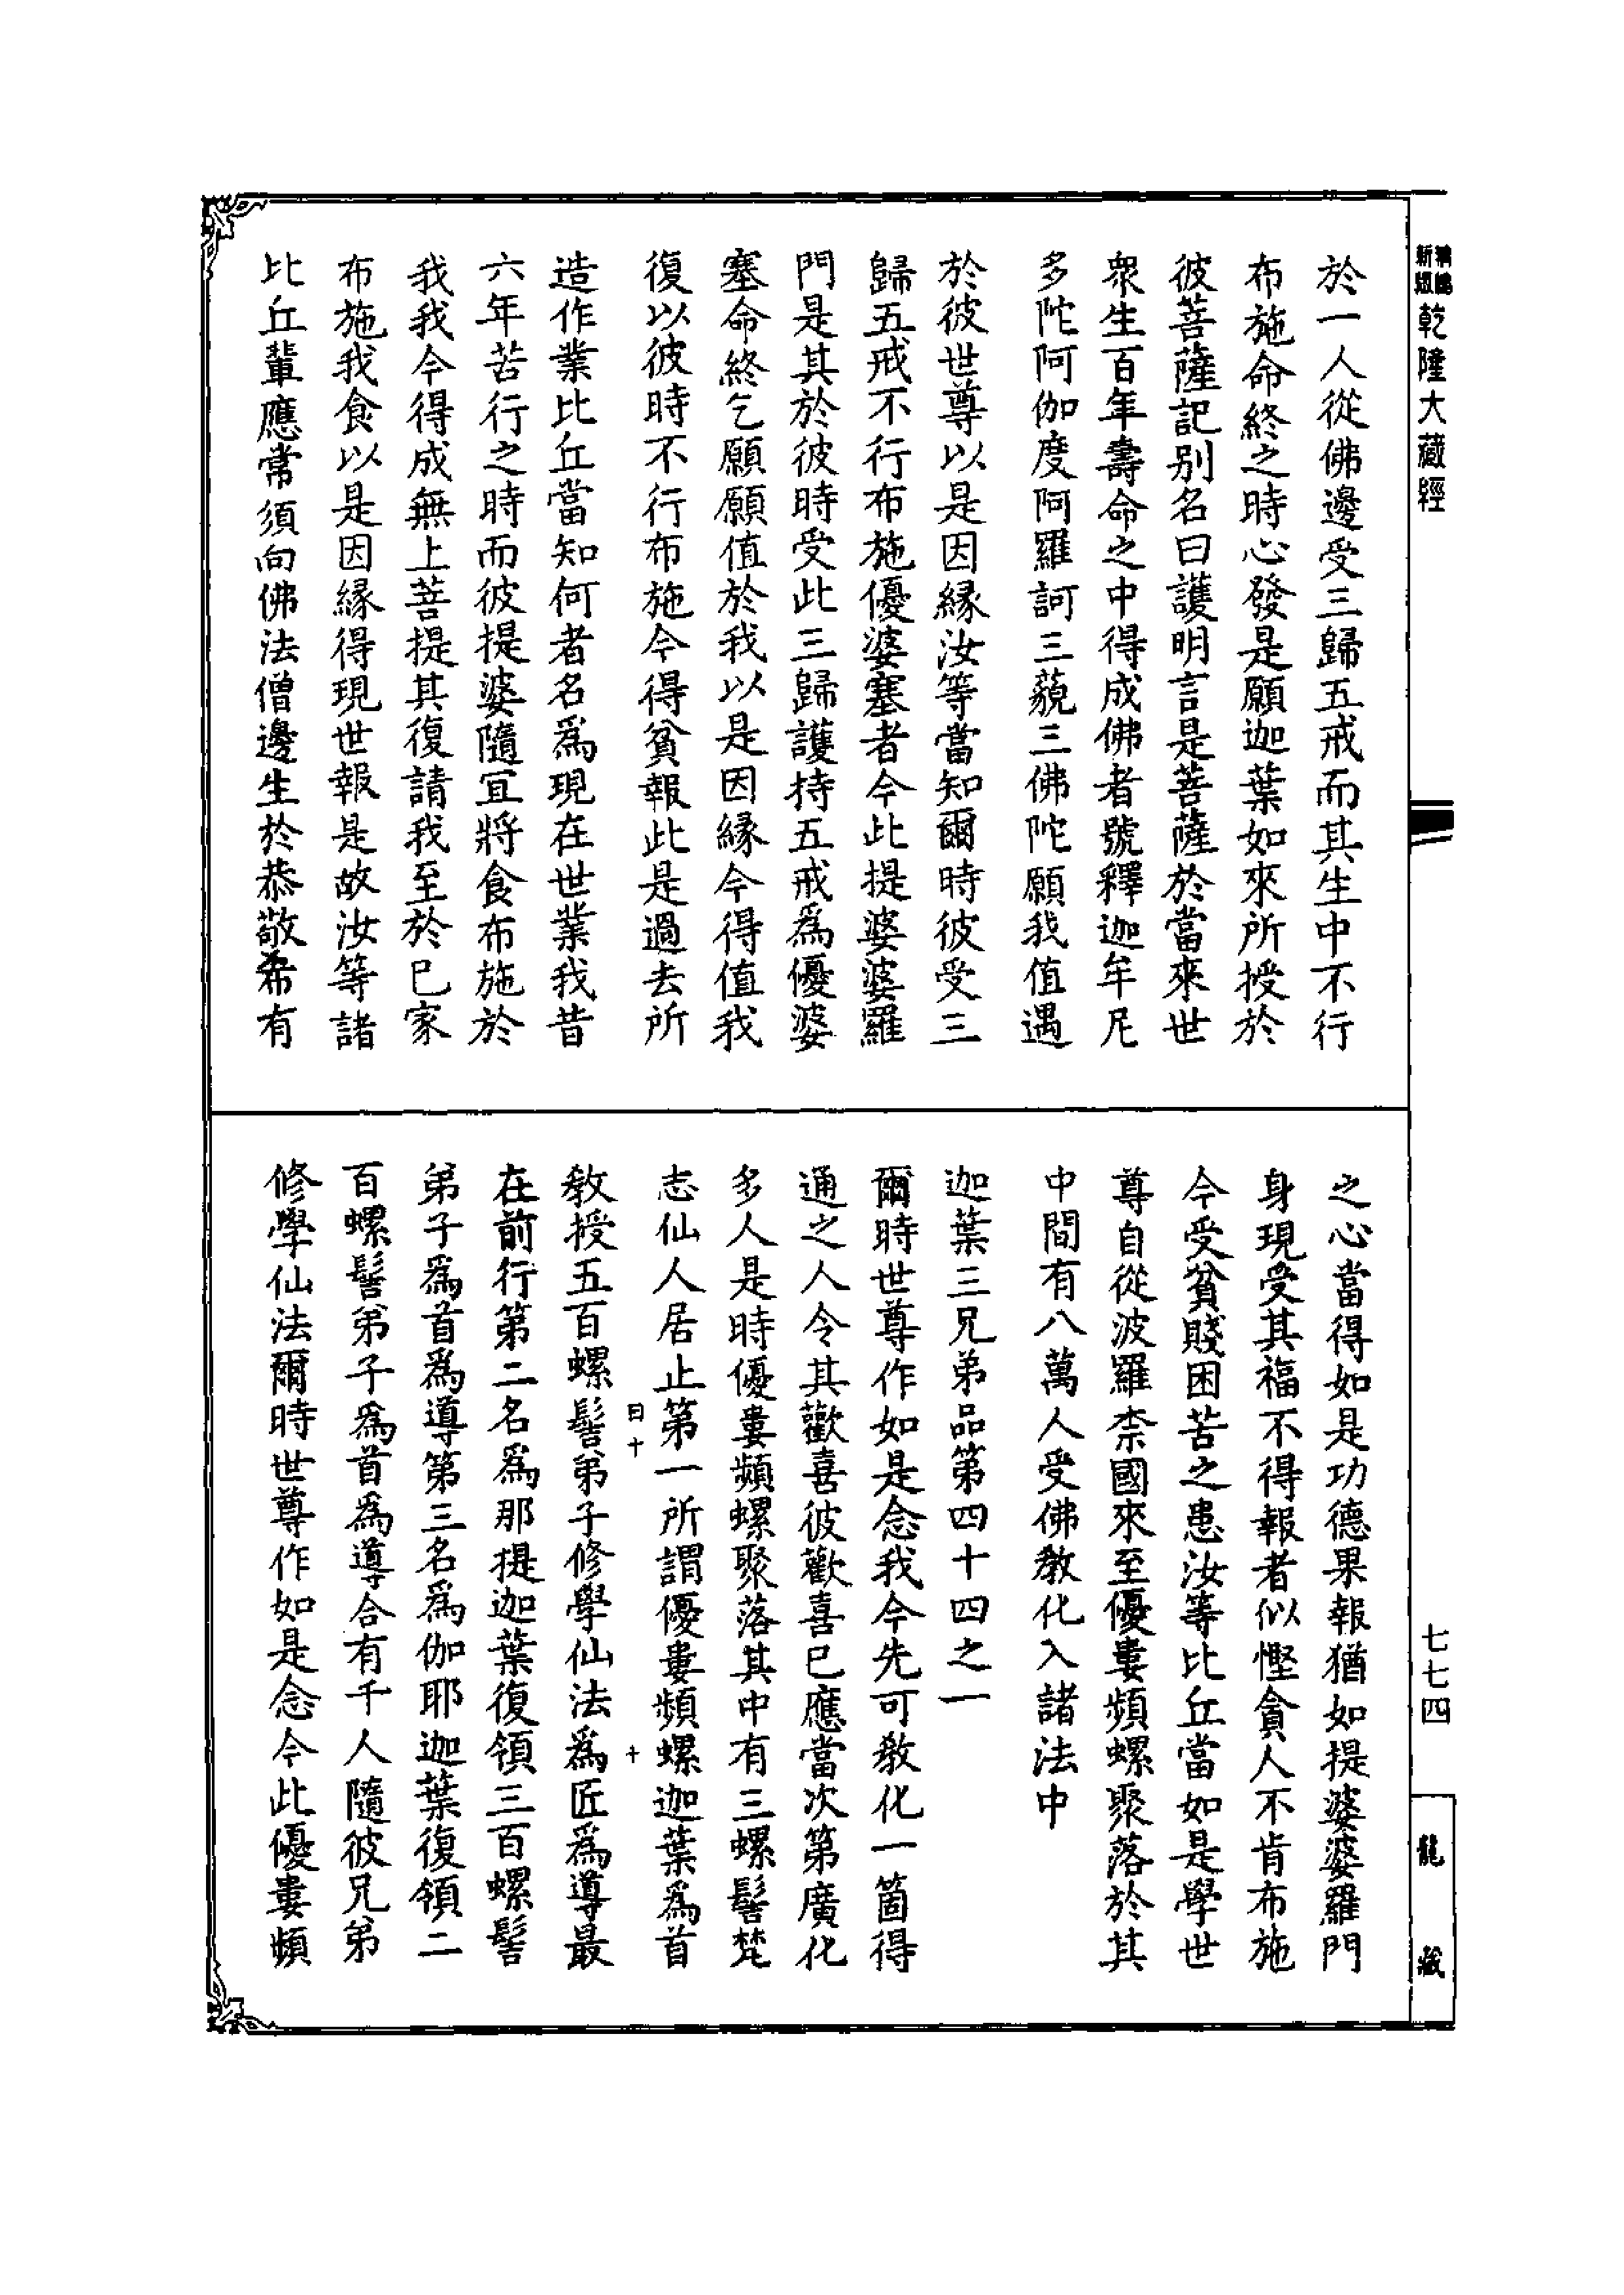 乾隆大藏經
於一人從佛邊受三歸五戒而其生中不行
布施命終之時心發是願迦葉如來所授於
彼菩薩記別名曰護明言是菩薩於當來世
衆生百年壽命之中得成佛者號釋迦牟尼
多陀阿伽度阿羅訶三藐三佛陀願我值遇
於彼世尊以是因緣汝等當知爾時彼受三
歸五戒不行布施優婆塞者今此提婆婆羅
門是其於彼時受此三歸護持五戒爲優婆
塞命終乞願願值於我以是因緣今得值我
復以彼時不行布施今得貧報此是過去所
造作業比丘當知何者名爲現在世業我昔
六年苦行之時而彼提婆隨宜將食布施於
我我今得成無上菩提其復請我至於已家
布施我食以是因緣得現世報是故汝等諸
比丘輩應常須向佛法僧邊生於恭敬希有
之心當得如是功德果報猶如提婆婆羅門
身現受其福不得報者似慳貪人不肯布施
今受貧賤困苦之患汝等比丘當如是學世
尊自從波羅柰國來至優婁頻螺聚落於其
中間有八萬人受佛教化入諸法中
迦葉三兄弟品第四十四之一
爾時世尊作如是念我今先可教化一箇得
通之人令其歡喜彼歡喜已應當次第廣化
多人是時優婁頻螺聚落其中有三螺髻梵
志仙人居止第一所謂優婁頻螺迦葉爲首
教授五百螺髻弟子修學仙法爲匠爲導最
在前行第二名爲那提迦葉復領三百螺髻
弟子爲首爲導第三名爲伽耶迦葉復領二
百螺髻弟子爲首爲導合有千人隨彼兄弟
修學仙法爾時世尊作如是念今此優婁頻
七七四
龍藏